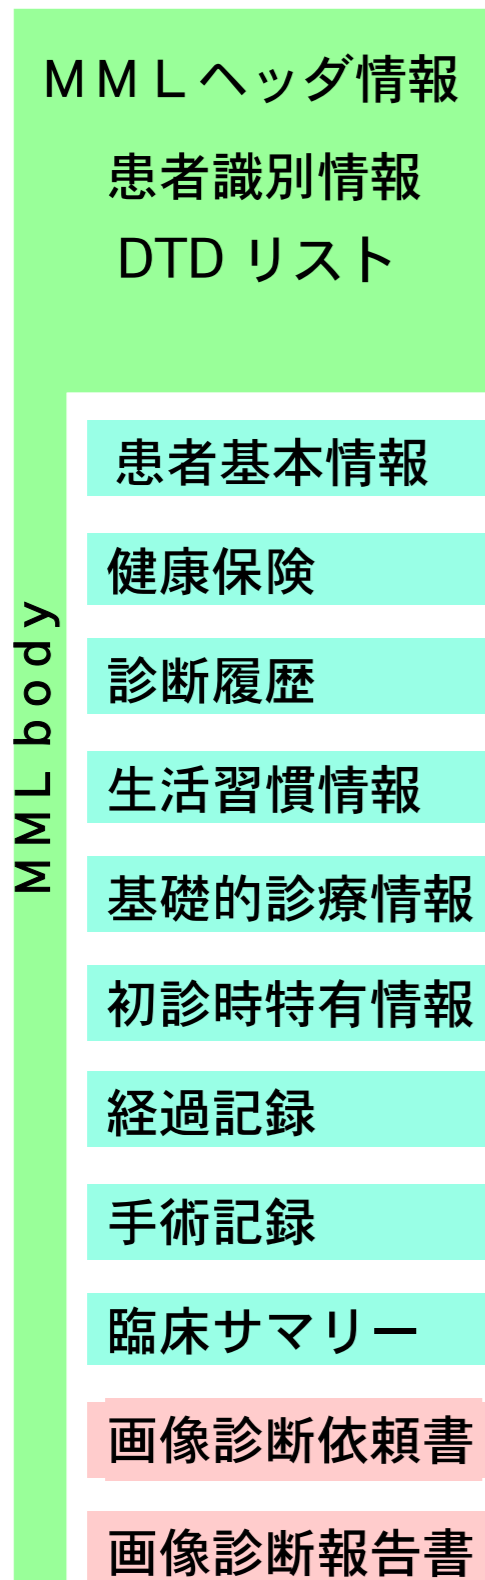 ＭＭＬヘッダ情報
患者識別情報
DTD リスト
ＭＭＬ ｂｏｄｙ
患者基本情報
健康保険
診断履歴
生活習慣情報
基礎的診療情報
初診時特有情報
経過記録
手術記録
臨床サマリー
画像診断依頼書
画像診断報告書